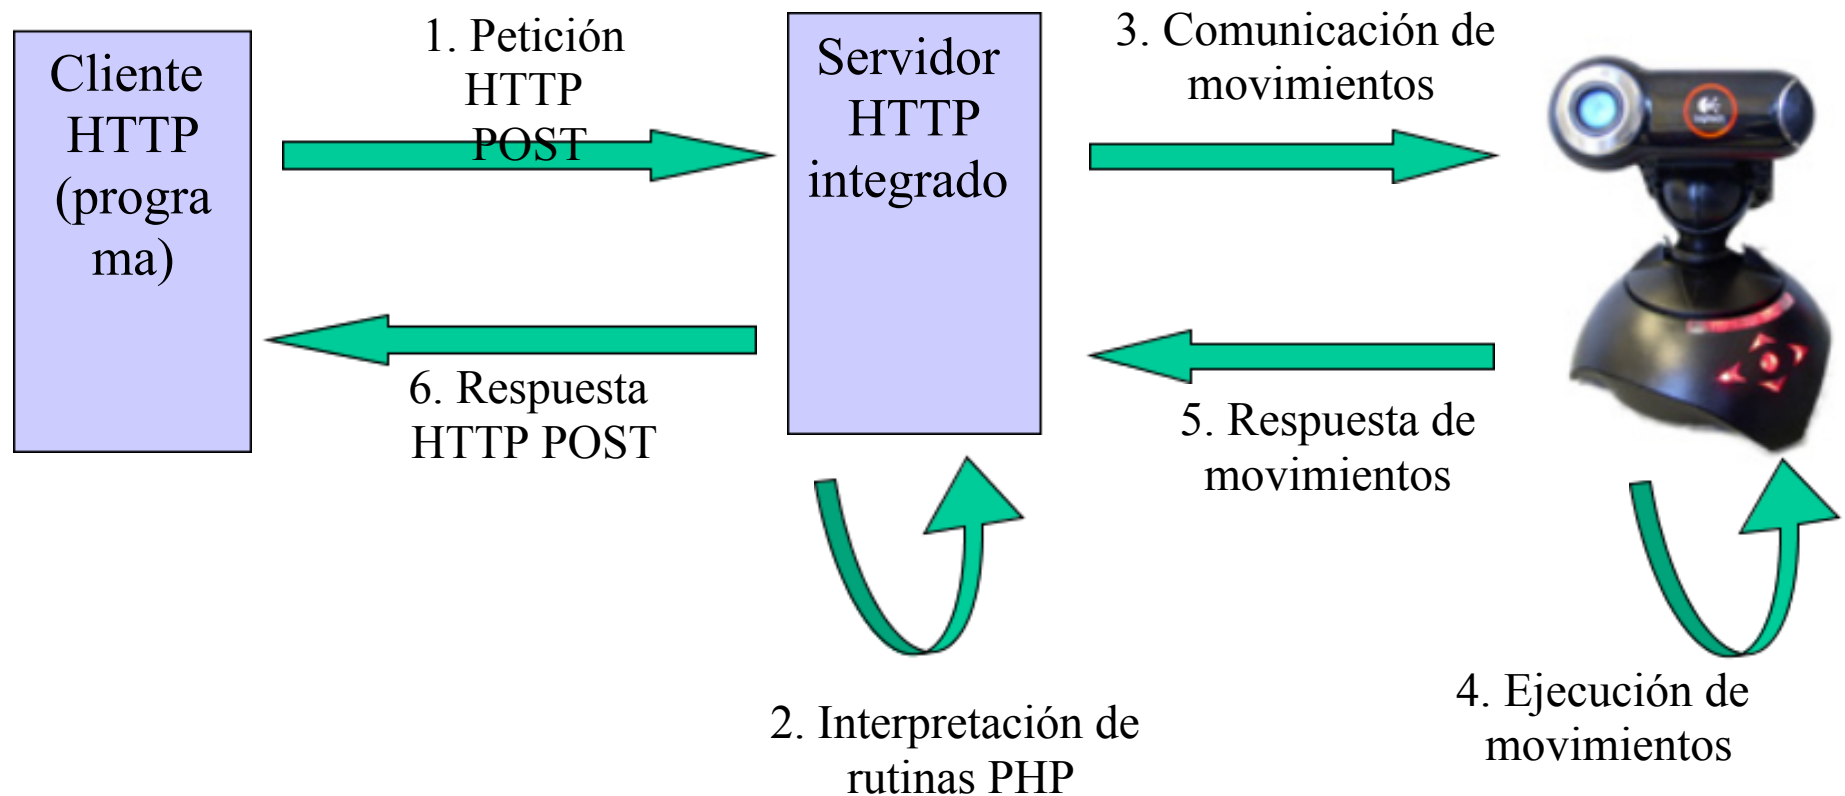 Cliente
HTTP
(progra
ma)
1. Petición
HTTP
POST
Servidor
HTTP
integrado
3. Comunicación de
movimientos
6. Respuesta
HTTP POST
5. Respuesta de
movimientos
2. Interpretación de
rutinas PHP
4. Ejecución de
movimientos